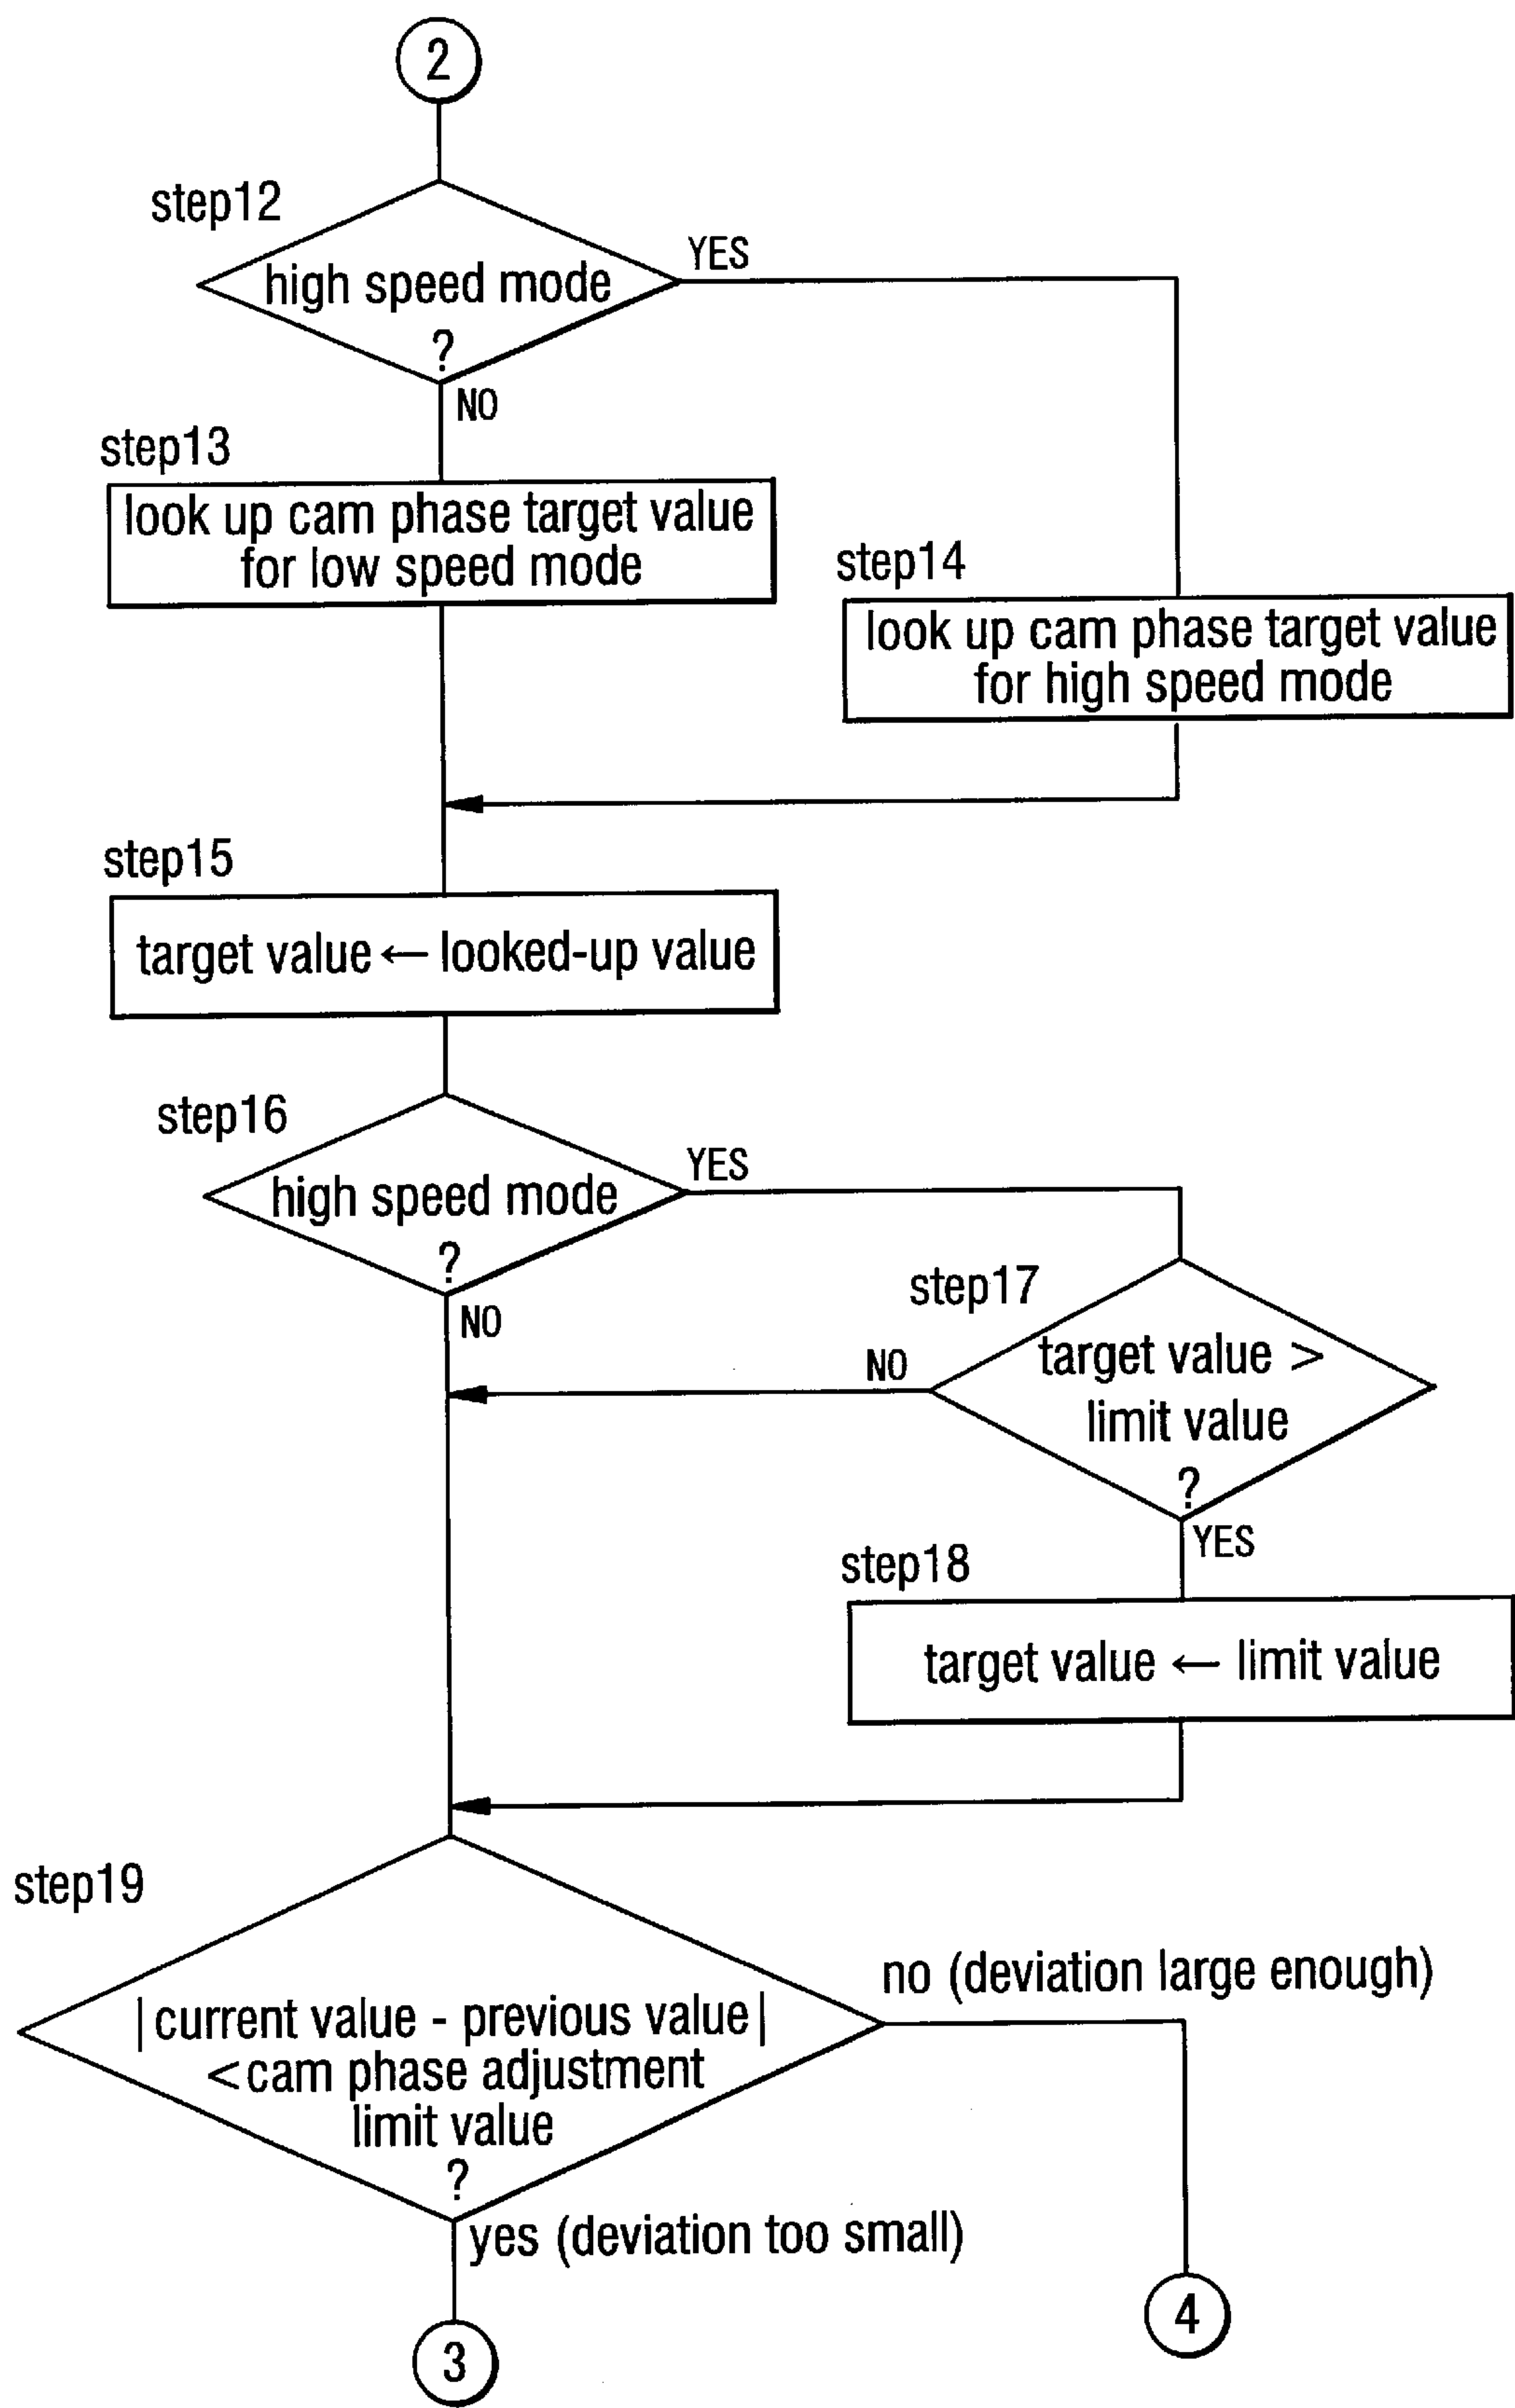 2
step12
high speed mode
?
YES
NO
step13
look up cam phase target value
for low speed mode
step14
look up cam phase target value
for high speed mode
step15
target value ← looked-up value
step16
high speed mode
?
YES
NO
step17
target value >
limit value
?
NO
YES
step18
target value ← limit value
step19
|current value - previous value|
<cam phase adjustment
limit value
?
no (deviation large enough)
yes (deviation too small)
4
3